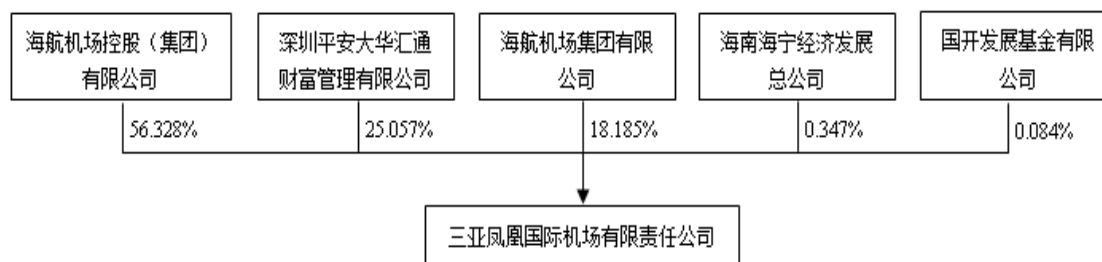 海航机场控股（集团）
有限公司
深圳平安大华汇通
财富管理有限公司
海航机场集团有限
公司
海南海宁经济发展
总公司
国开发展基金有限
公司
56.328%
25.057%
18.185%
0.347%
0.084%
三亚凤凰国际机场有限责任公司